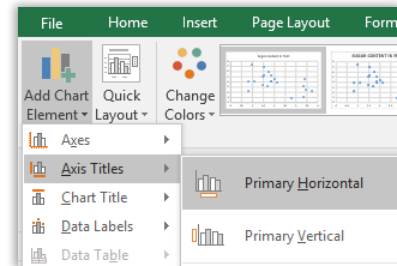 File Home Insert Page Layout Form
Add Chart Element Quick Layout Change Colors
Axes
Axis Titles
Chart Title
Data Labels
Data Table
Primary Horizontal
Primary Vertical